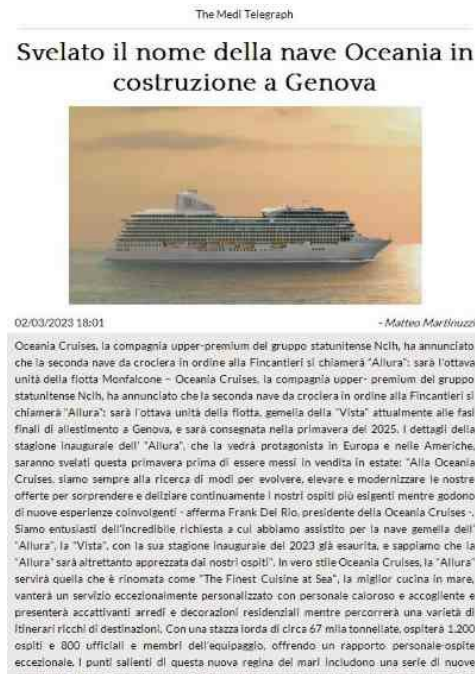 The Medi Telegraph
Svelato il nome della nave Oceania in
costruzione a Genova
02/03/2023 18:01
- Matteo Martinuzzi
Oceania Cruises, la compagnia upper-premium del gruppo statunitense Nclh, ha annunciato
che la seconda nave da crociera in ordine alla Fincantieri si chiamerà "Allura": sarà l'ottava
unità della flotta Monfalcone – Oceania Cruises, la compagnia upper- premium del gruppo
statunitense Nclh, ha annunciato che la seconda nave da crociera in ordine alla Fincantieri si
chiamerà "Allura": sarà l'ottava unità della flotta, gemella della "Vista" attualmente alle fasi
finali di allestimento a Genova, e sarà consegnata nella primavera del 2025. I dettagli della
stagione inaugurale dell' "Allura", che la vedrà protagonista in Europa e nelle Americhe,
saranno svelati questa primavera prima di essere messi in vendita in estate: "Alla Oceania
Cruises, siamo sempre alla ricerca di modi per evolvere, elevare e modernizzare le nostre
offerte per sorprendere e deliziare continuamente i nostri ospiti più esigenti mentre godono
di nuove esperienze coinvolgenti - afferma Frank Del Rio, presidente della Oceania Cruises -.
Siamo entusiasti dell'incredibile richiesta a cui abbiamo assistito per la nave gemella dell'
"Allura", la "Vista", con la sua stagione inaugurale del 2023 già esaurita, e sappiamo che la
"Allura" sarà altrettanto apprezzata dai nostri ospiti". In vero stile Oceania Cruises, la "Allura"
servirà quella che è rinomata come "The Finest Cuisine at Sea", la miglior cucina in mare,
vanterà un servizio eccezionalmente personalizzato con personale caloroso e accogliente e
presenterà accattivanti arredi e decorazioni residenziali mentre percorrerà una varietà di
itinerari ricchi di destinazioni. Con una stazza lorda di circa 67 mila tonnellate, ospiterà 1.200
ospiti e 800 ufficiali e membri dell'equipaggio, offrendo un rapporto personale-ospite
eccezionale. I punti salienti di questa nuova regina dei mari includono una serie di nuove